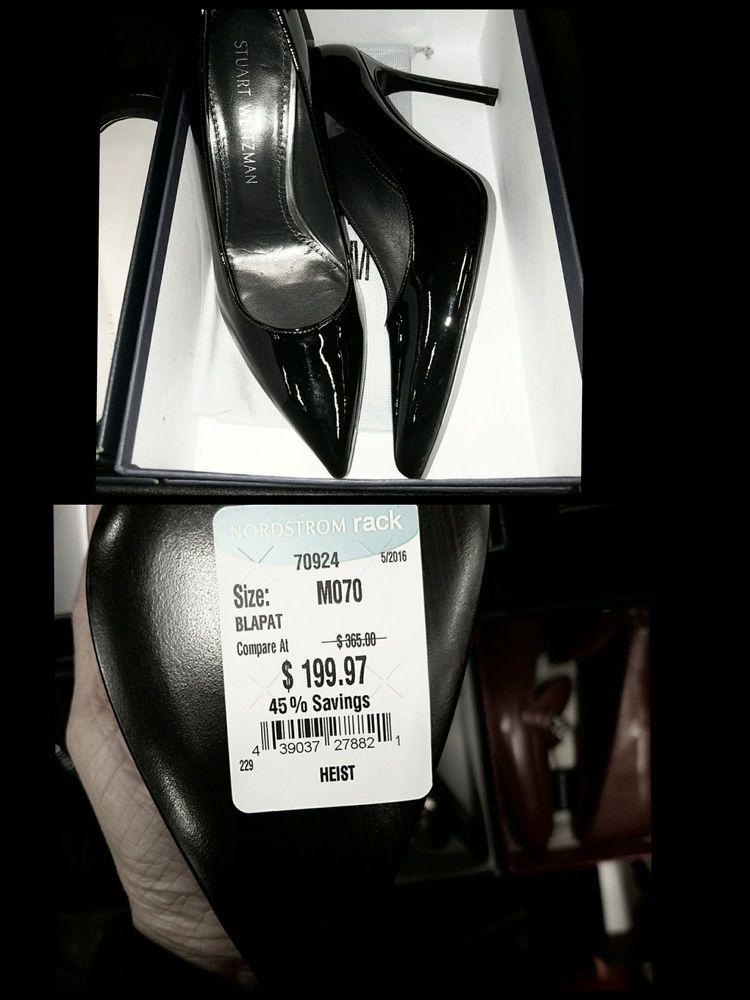 STUART WEITZMAN
NORDSTROM rack
70924 5/2016
Size: M070
BLAPAT
Compare At $ 365.00
$ 199.97
45% Savings
4 39037 27882 1
229
HEIST